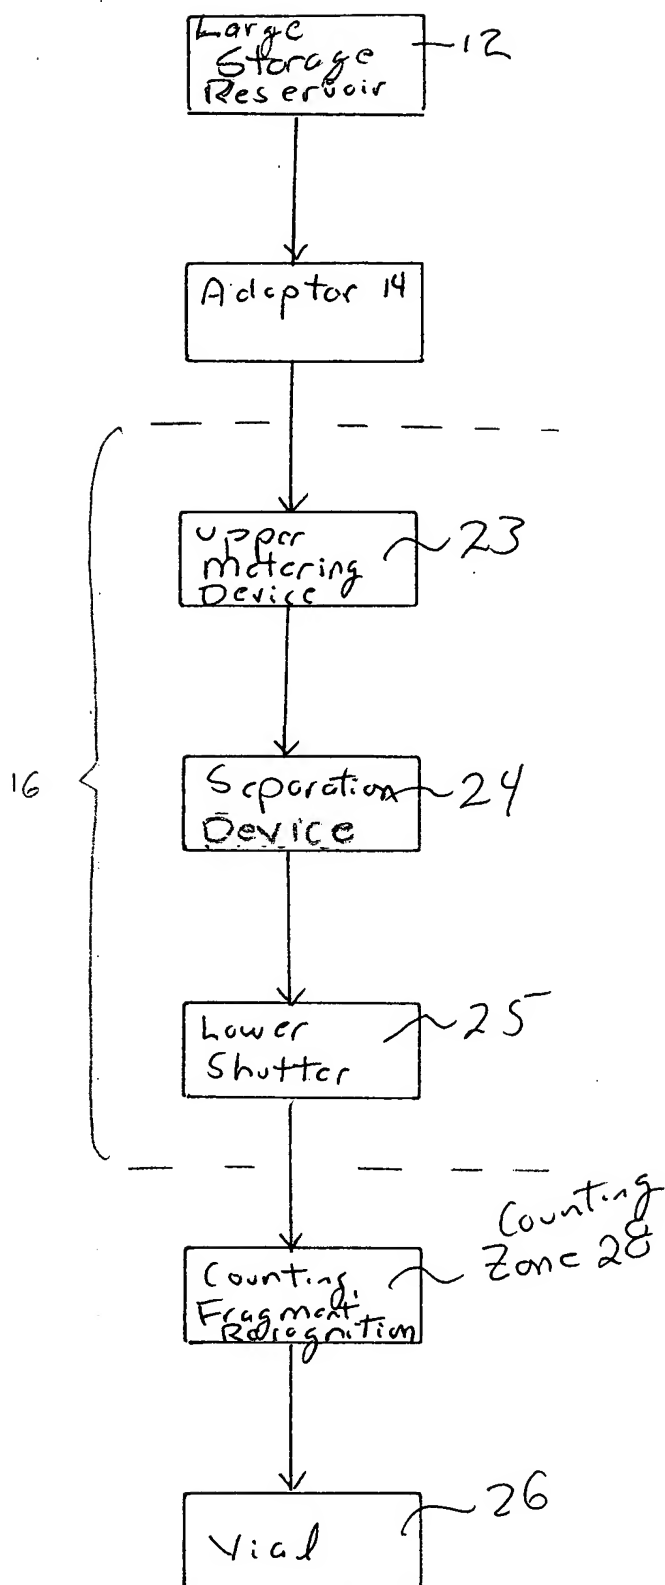 Large
Storage
Reservoir
12
Adaptor 14
Upper
Metering
Device
23
16
Separation
Device
24
Lower
Shutter
25
Counting
Zone 28
Counting,
Fragment
Recognition
Vial
26